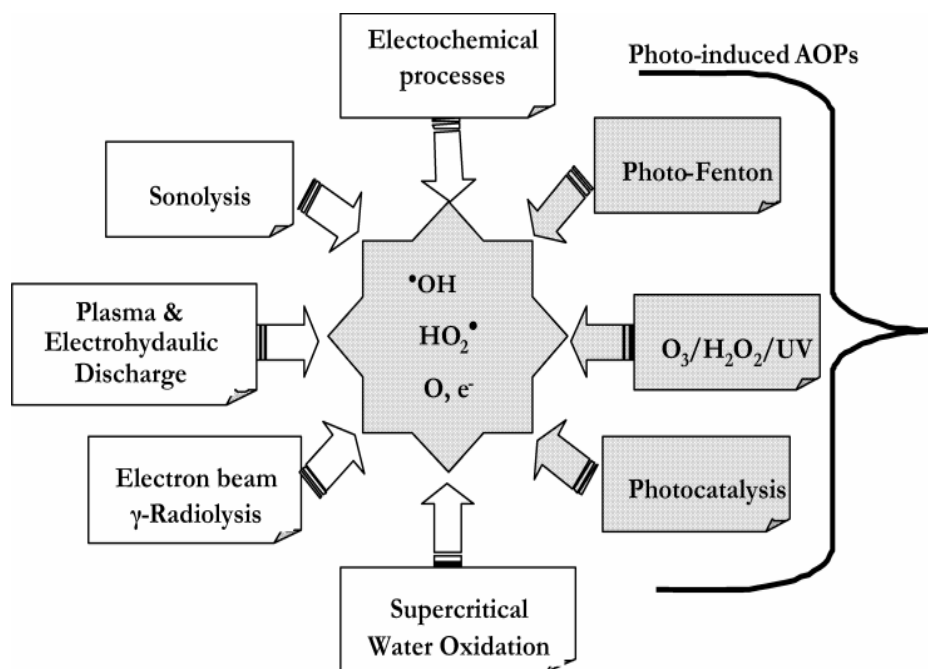 Electochemical
processes
Photo-induced AOPs
Sonolysis
Photo-Fenton
•OH
HO₂•
O, e⁻
Plasma &
Electrohydaulic
Discharge
O₃/H₂O₂/UV
Electron beam
γ-Radiolysis
Photocatalysis
Supercritical
Water Oxidation